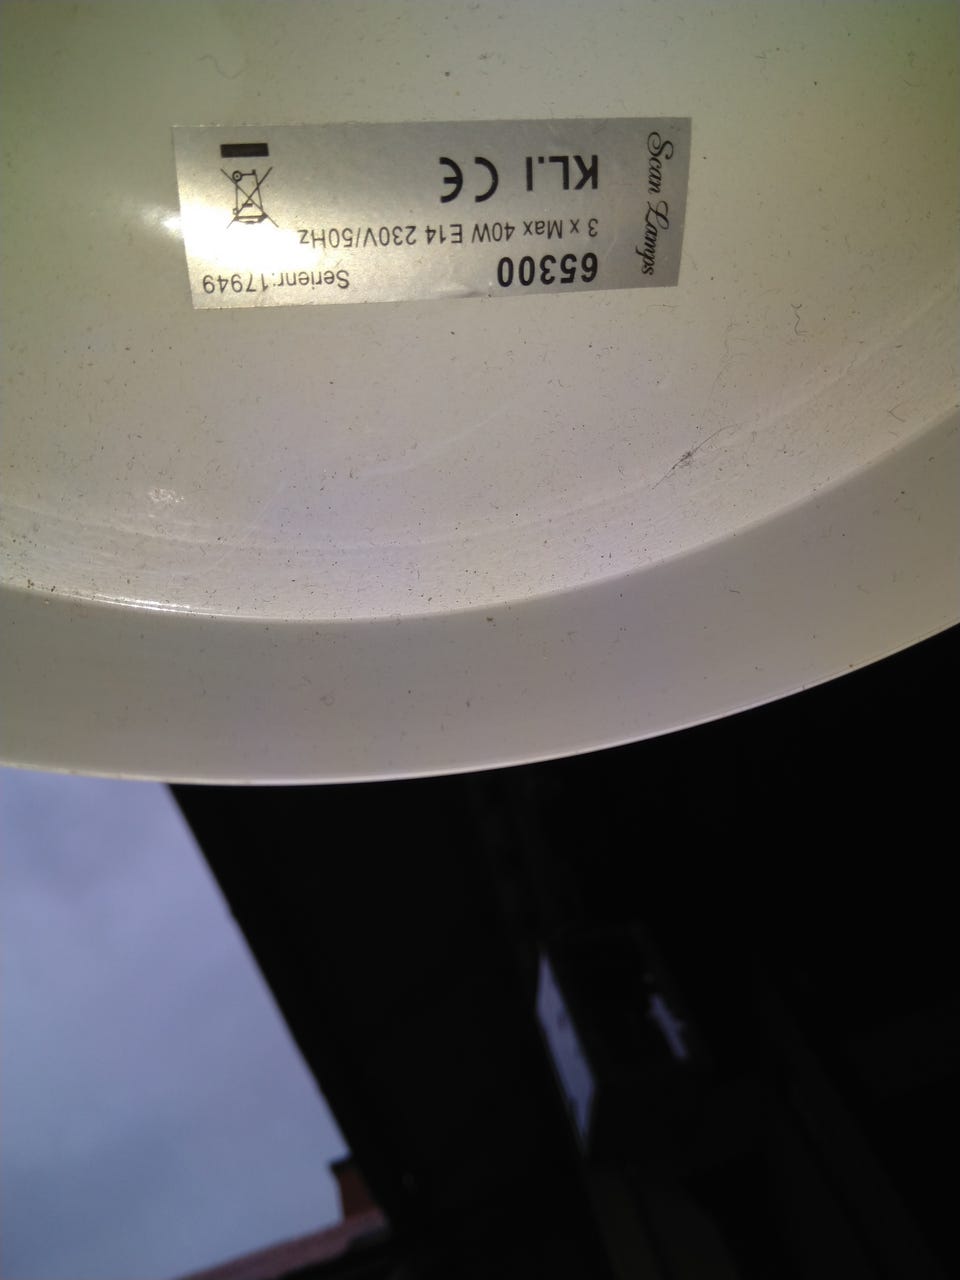 Scan Lamps
65300 Serienr.:17949
3 x Max 40W E14 230V/50Hz
KL.I CE